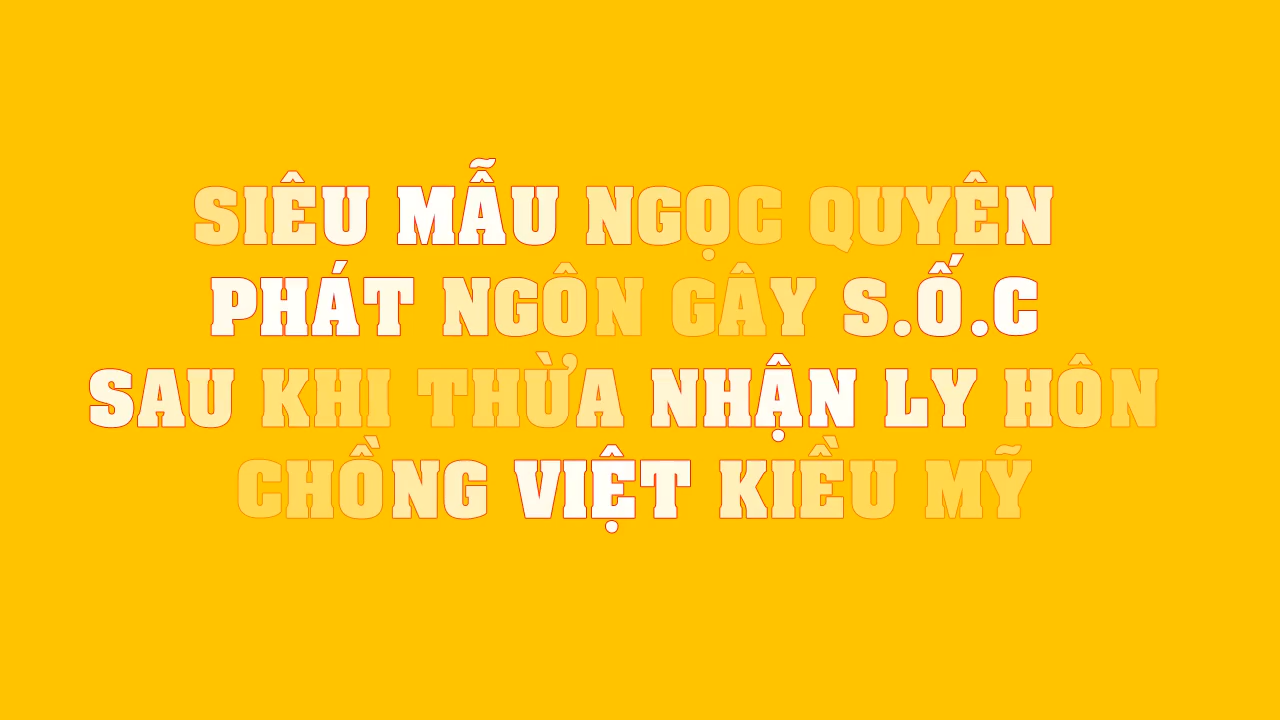 SIÊU MẪU NGỌC QUYÊN
PHÁT NGÔN GÂY S.Ố.C
SAU KHI THỪA NHẬN LY HÔN
CHỒNG VIỆT KIỀU MỸ